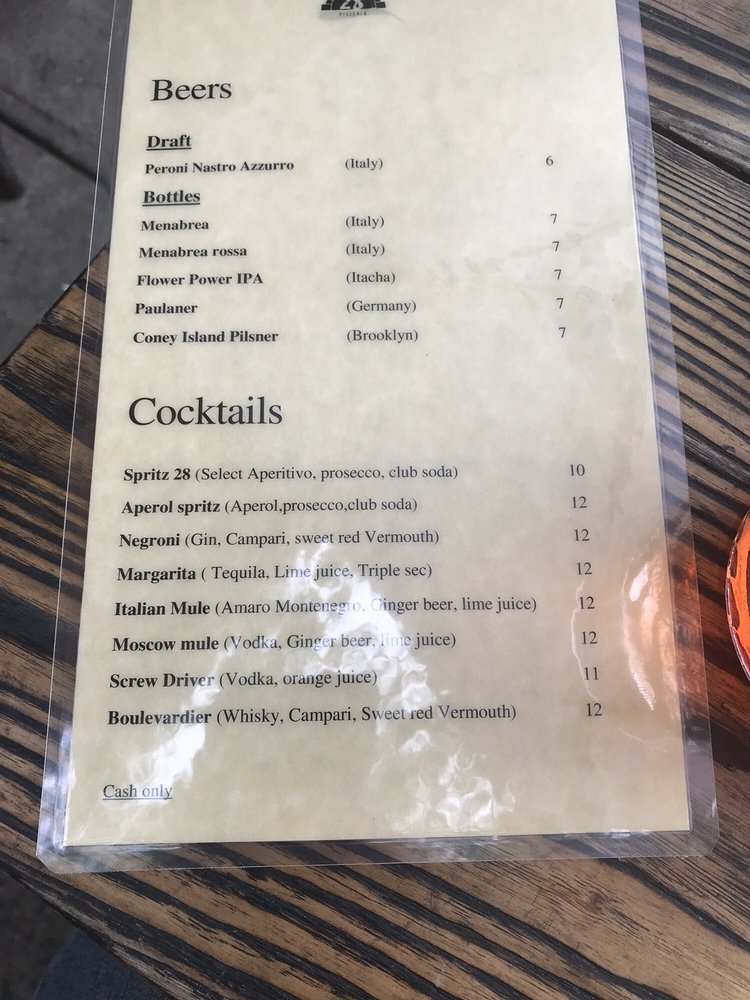 28
Beers
Draft
Peroni Nastro Azzurro (Italy) 6
Bottles
Menabrea (Italy) 7
Menabrea rossa (Italy) 7
Flower Power IPA (Itacha) 7
Paulaner (Germany) 7
Coney Island Pilsner (Brooklyn) 7
Cocktails
Spritz 28 (Select Aperitivo, prosecco, club soda) 10
Aperol spritz (Aperol,prosecco,club soda) 12
Negroni (Gin, Campari, sweet red Vermouth) 12
Margarita ( Tequila, Lime juice, Triple sec) 12
Italian Mule (Amaro Montenegro, Ginger beer, lime juice) 12
Moscow mule (Vodka, Ginger beer, lime juice) 12
Screw Driver (Vodka, orange juice) 11
Boulevardier (Whisky, Campari, Sweet red Vermouth) 12
Cash only